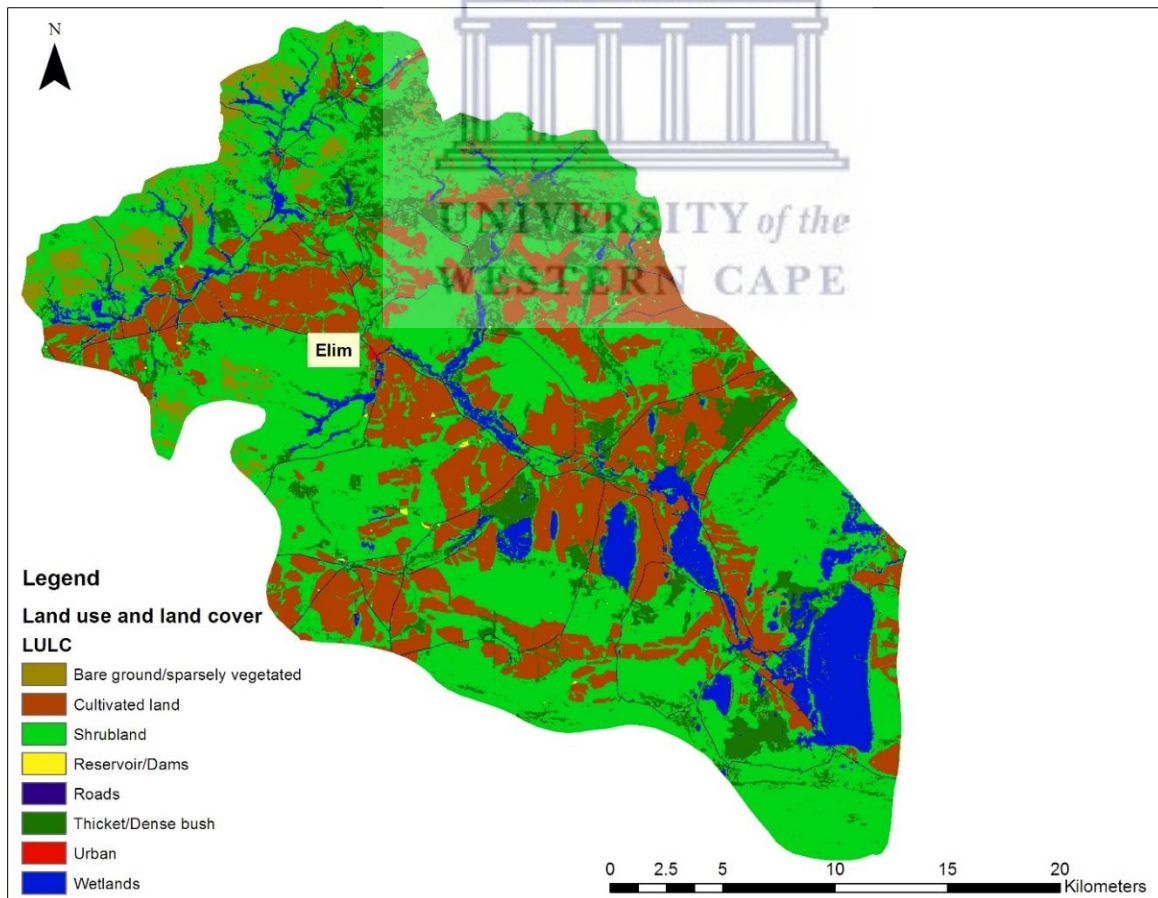 N
UNIVERSITY of the
WESTERN CAPE
Elim
Legend
Land use and land cover
LULC
Bare ground/sparsely vegetated
Cultivated land
Shrubland
Reservoir/Dams
Roads
Thicket/Dense bush
Urban
Wetlands
0 2.5 5 10 15 20
Kilometers